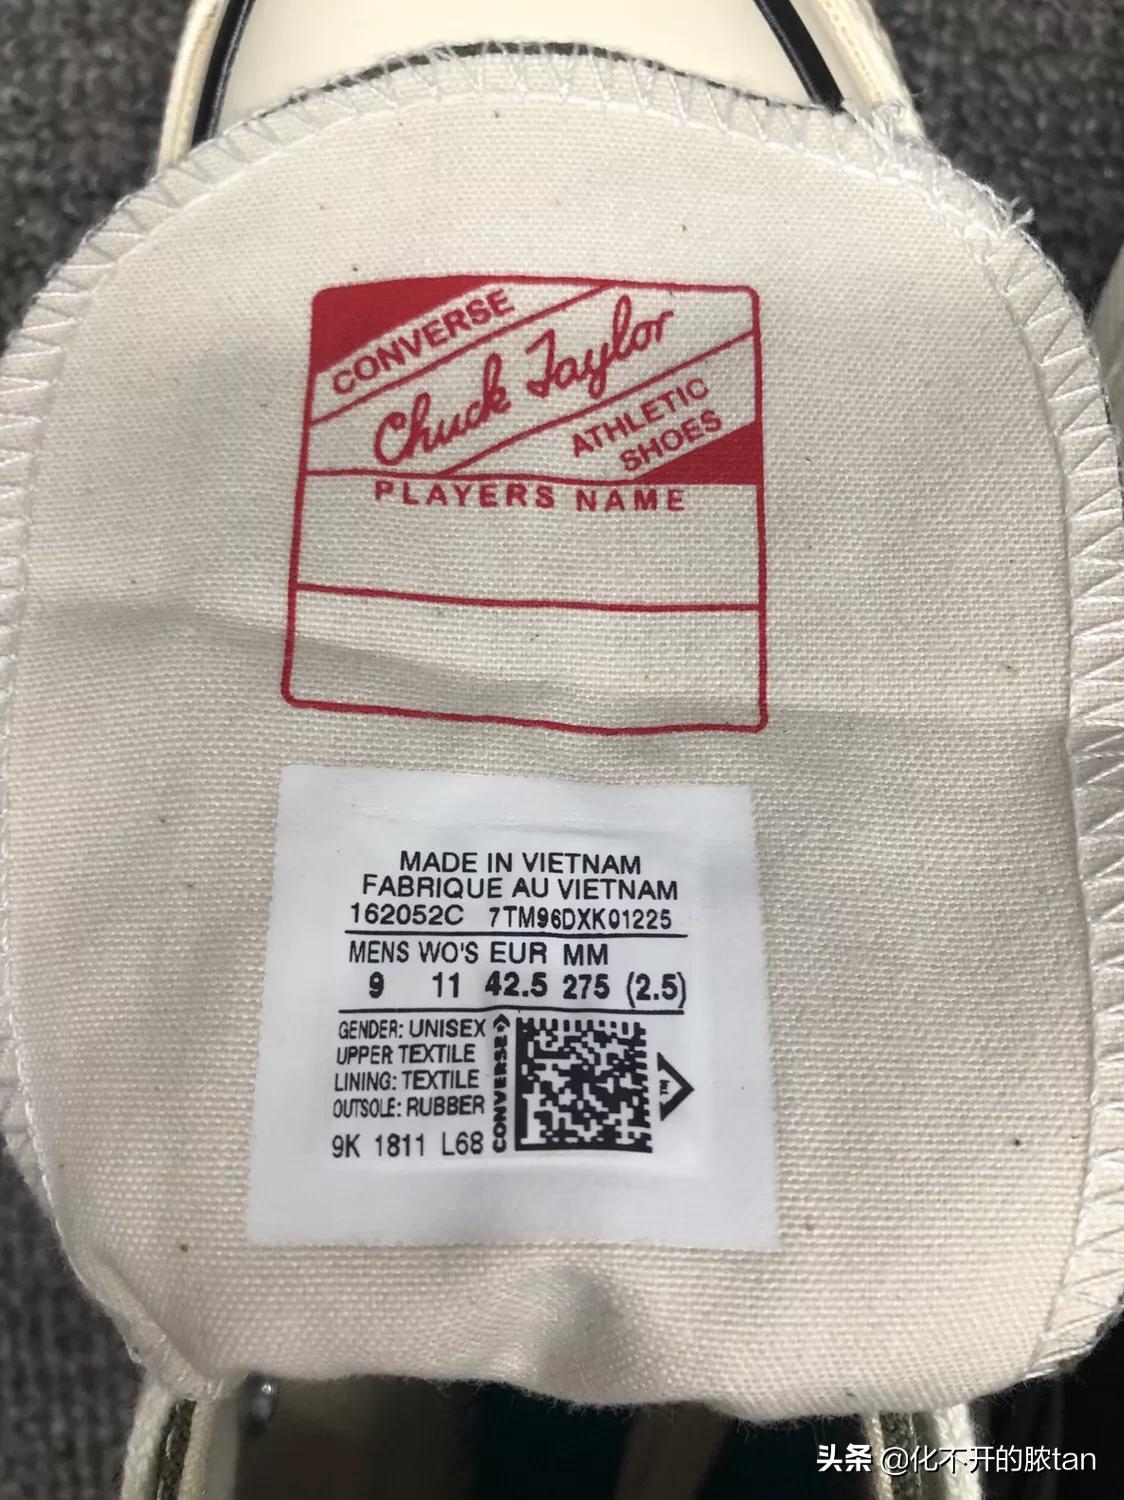 CONVERSE
Chuck Taylor
ATHLETIC
SHOES
PLAYERS NAME
MADE IN VIETNAM
FABRIQUE AU VIETNAM
162052C 7TM96DXK01225
MENS WO'S EUR MM
9 11 42.5 275 (2.5)
GENDER: UNISEX
UPPER TEXTILE
LINING: TEXTILE
OUTSOLE: RUBBER
9K 1811 L68
CONVERSE
TM
头条 @化不开的脓tan